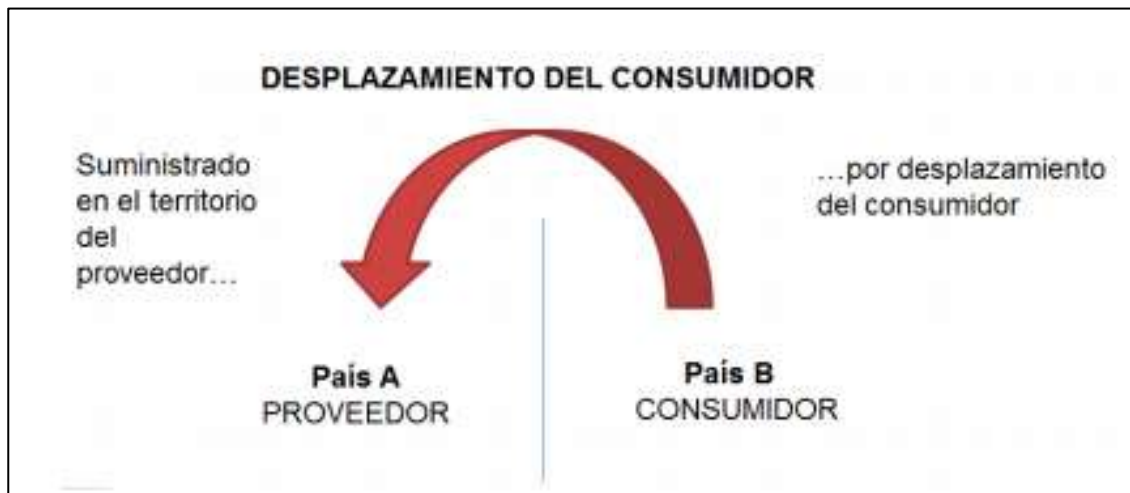 DESPLAZAMIENTO DEL CONSUMIDOR
Suministrado
en el territorio
del
proveedor...
...por desplazamiento
del consumidor
País A
PROVEEDOR
País B
CONSUMIDOR